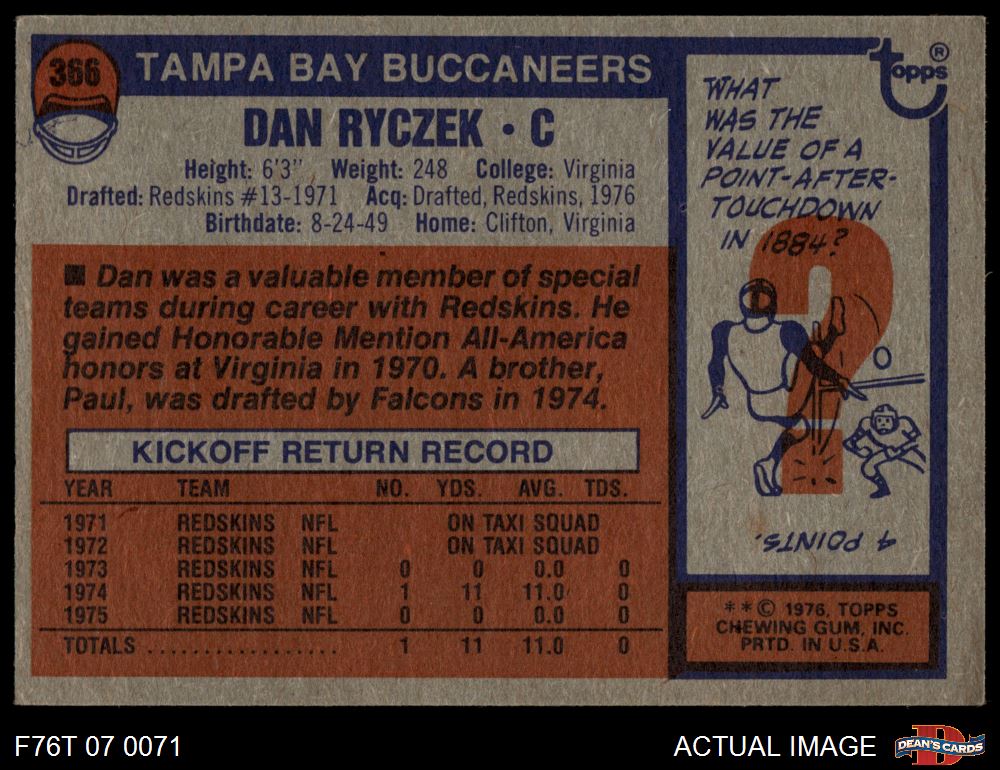 366
TAMPA BAY BUCCANEERS
DAN RYCZEK • C
Height: 6'3" Weight: 248 College: Virginia
Drafted: Redskins #13-1971 Acq: Drafted, Redskins, 1976
Birthdate: 8-24-49 Home: Clifton, Virginia
■ Dan was a valuable member of special
teams during career with Redskins. He
gained Honorable Mention All-America
honors at Virginia in 1970. A brother,
Paul, was drafted by Falcons in 1974.
KICKOFF RETURN RECORD
YEAR TEAM NO. YDS. AVG. TDS.
1971 REDSKINS NFL ON TAXI SQUAD
1972 REDSKINS NFL ON TAXI SQUAD
1973 REDSKINS NFL 0 0 0.0 0
1974 REDSKINS NFL 1 11 11.0 0
1975 REDSKINS NFL 0 0 0.0 0
TOTALS .................. 1 11 11.0 0
topps ®
WHAT
WAS THE
VALUE OF A
POINT-AFTER-
TOUCHDOWN
IN 1884?
?
4 POINTS.
** © 1976, TOPPS
CHEWING GUM, INC.
PRTD. IN U.S.A.
F76T 07 0071
ACTUAL IMAGE
D
DEAN'S CARDS